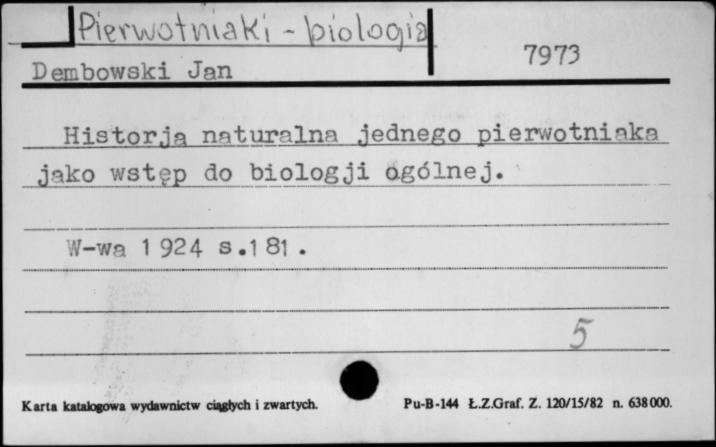 Pierwotniaki - biologia
7973
Dembowski Jan
Historja naturalna jednego pierwotniaka
jako wstęp do biologji ogólnej.
W-wa 1924 s.181.
5
Karta katalogowa wydawnictw ciągłych i zwartych. Pu-B-144 Ł.Z.Graf. Z. 120/15/82 n. 638000.